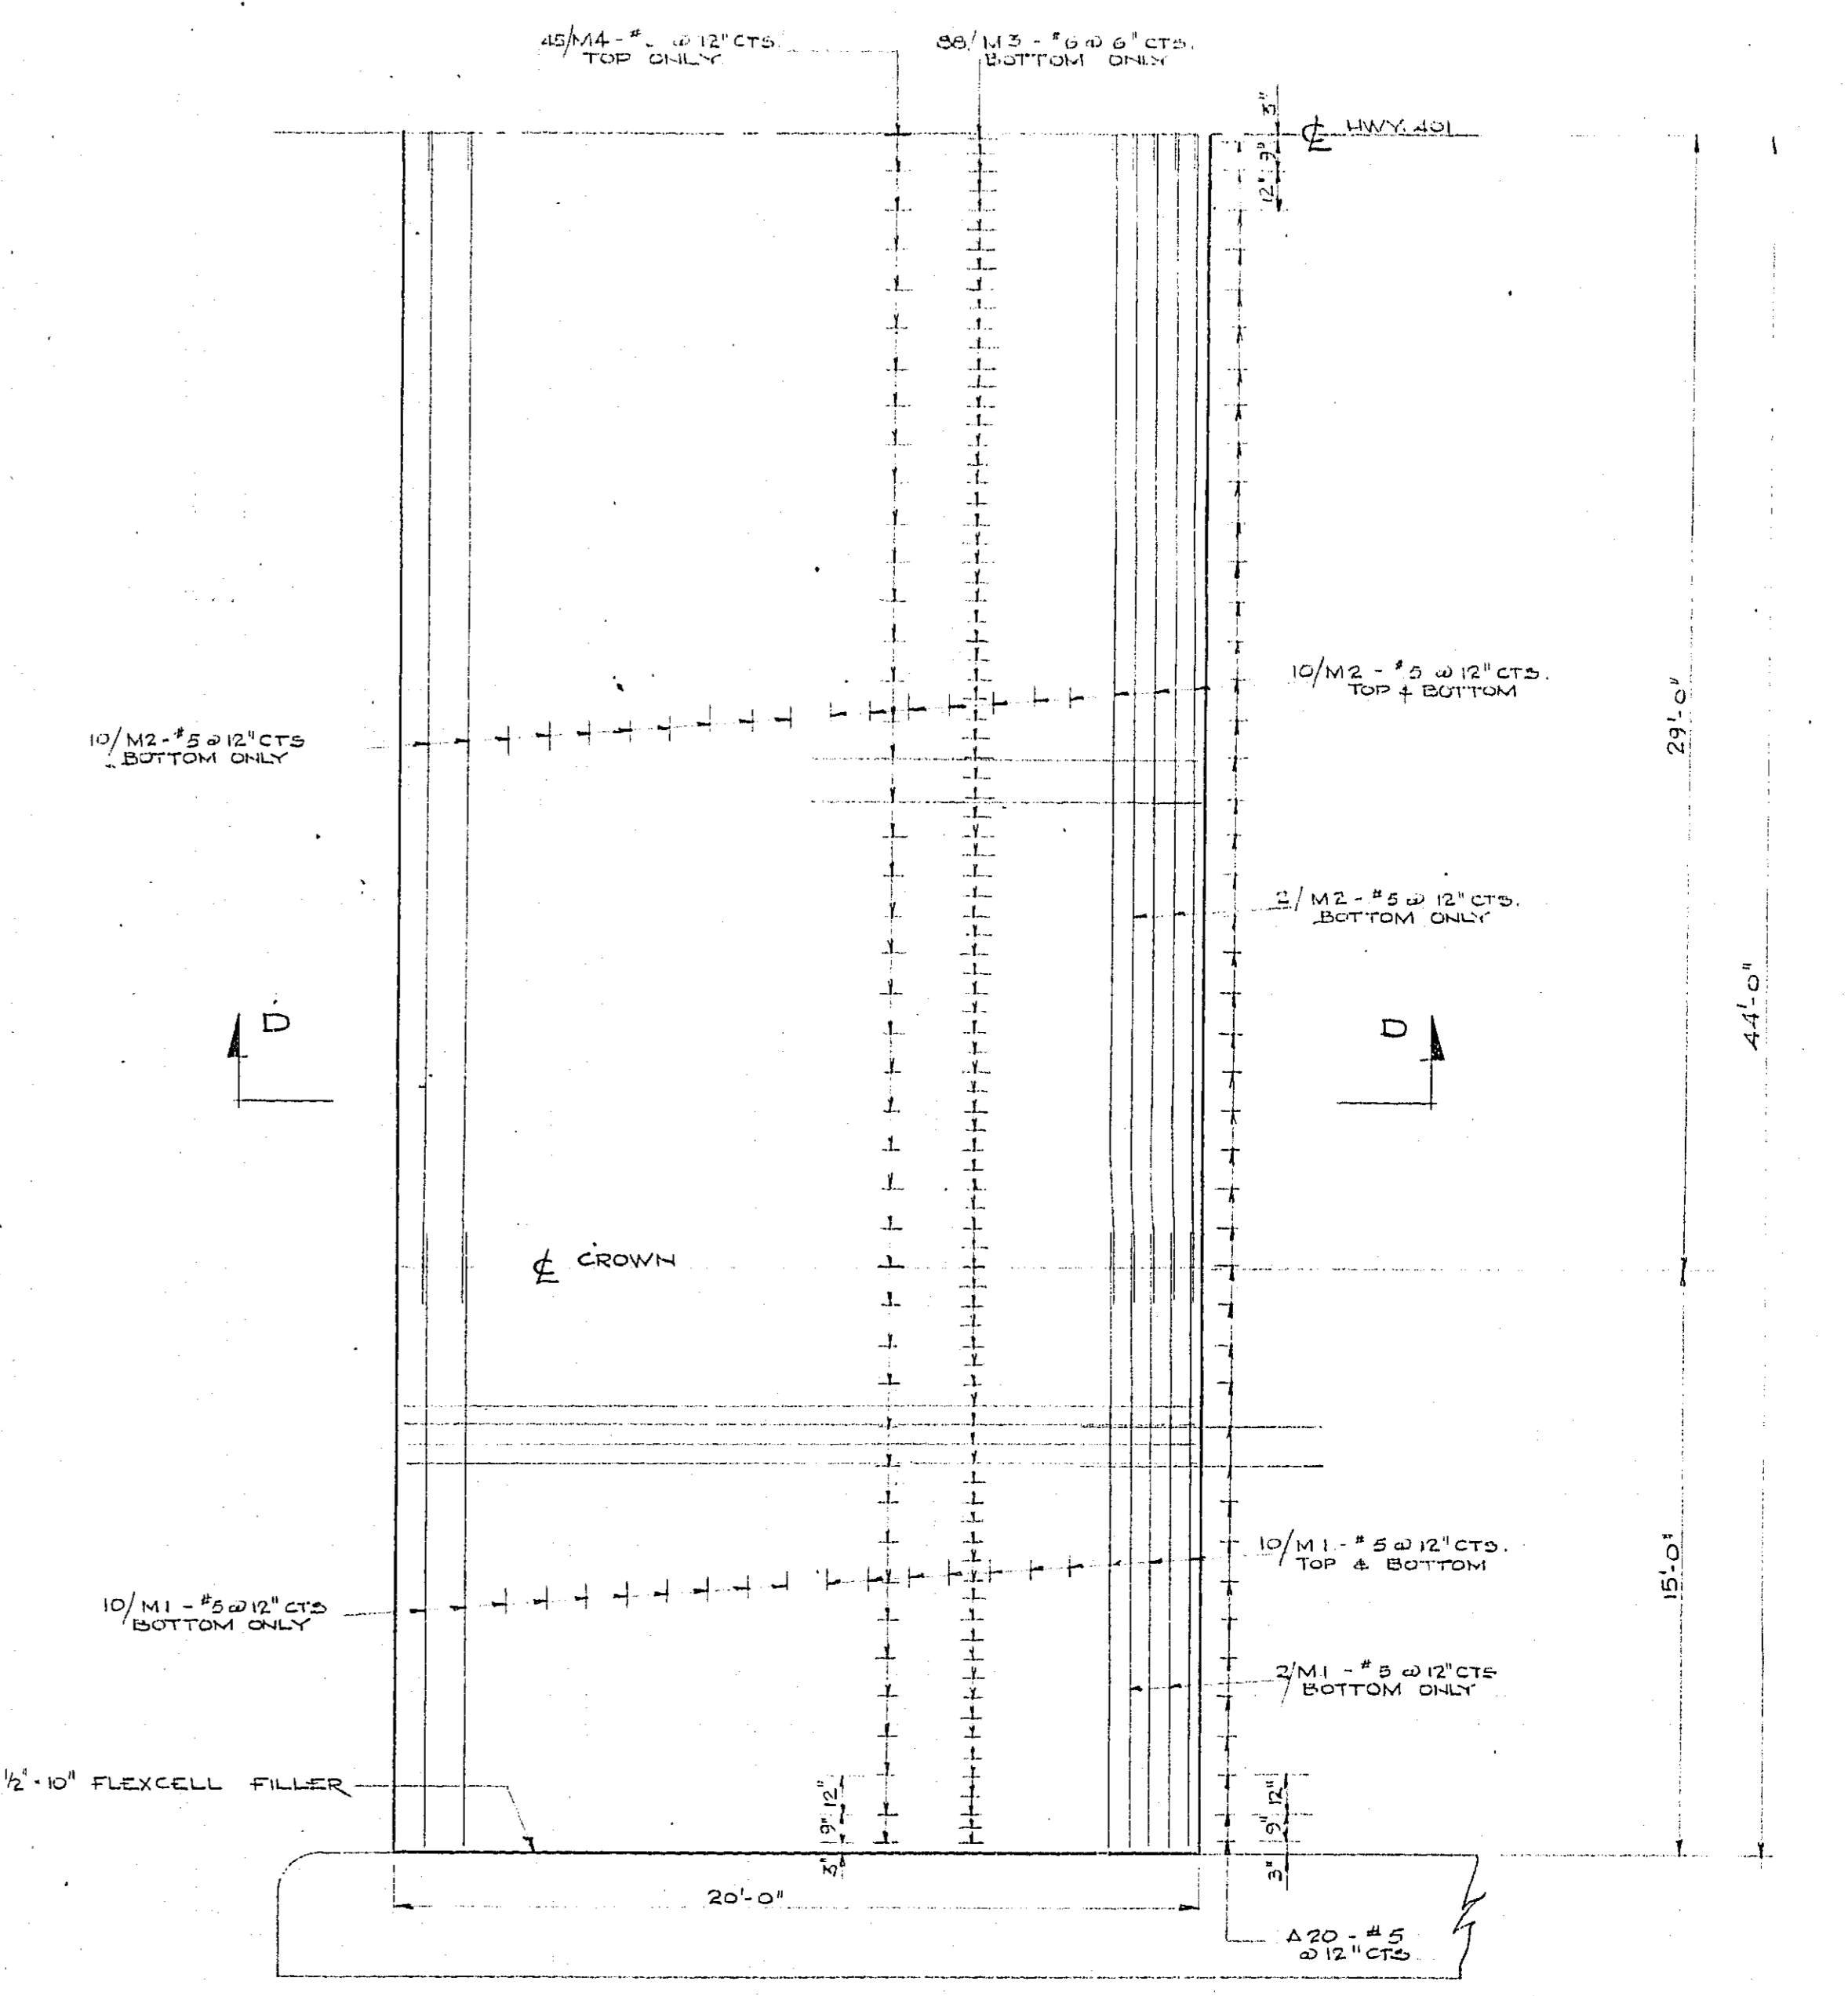 45/M4 - # @ 12" CTS.
TOP ONLY
88/M3 - #6 @ 6" CTS.
BOTTOM ONLY
3"
9"
12"
℄ HWY. 401
10/M2 - #5 @ 12" CTS.
TOP & BOTTOM
10/M2 - #5 @ 12" CTS
BOTTOM ONLY
29'-0"
2/M2 - #5 @ 12" CTS.
BOTTOM ONLY
44'-0"
D
D
℄ CROWN
10/M1 - #5 @ 12" CTS.
TOP & BOTTOM
10/M1 - #5 @ 12" CTS
BOTTOM ONLY
15'-0"
2/M1 - #5 @ 12" CTS
BOTTOM ONLY
1/2" · 10" FLEXCELL FILLER
12"
9"
3"
12"
9"
3"
20'-0"
A20 - #5
@ 12" CTS